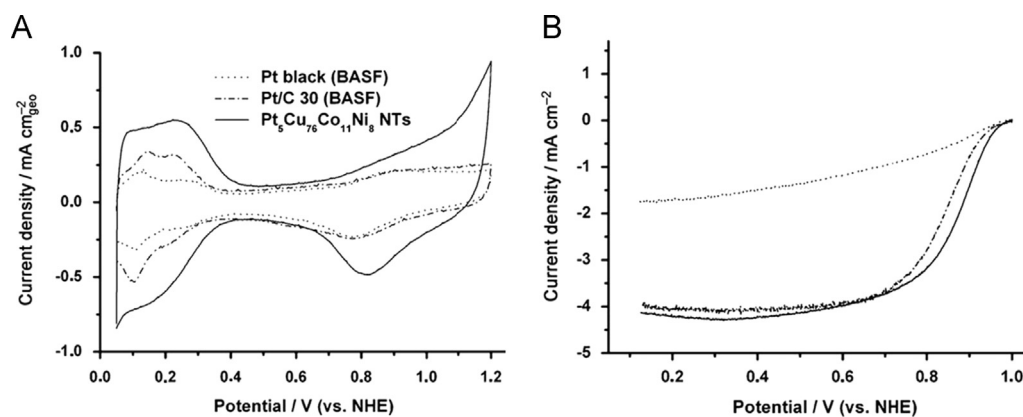 A
Current density / mA cm⁻²geo
1.0
0.5
0.0
-0.5
-1.0
Pt black (BASF)
Pt/C 30 (BASF)
Pt₅Cu₇₆Co₁₁Ni₈ NTs
0.0 0.2 0.4 0.6 0.8 1.0 1.2
Potential / V (vs. NHE)
B
Current density / mA cm⁻²
1
0
-1
-2
-3
-4
-5
0.2 0.4 0.6 0.8 1.0
Potential / V (vs. NHE)